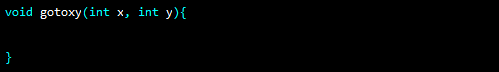 void gotoxy(int x, int y){
}